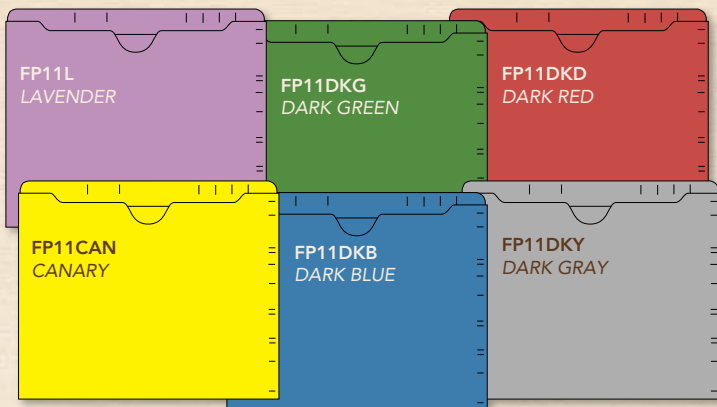 FP11L
LAVENDER
FP11DKG
DARK GREEN
FP11DKD
DARK RED
FP11CAN
CANARY
FP11DKB
DARK BLUE
FP11DKY
DARK GRAY